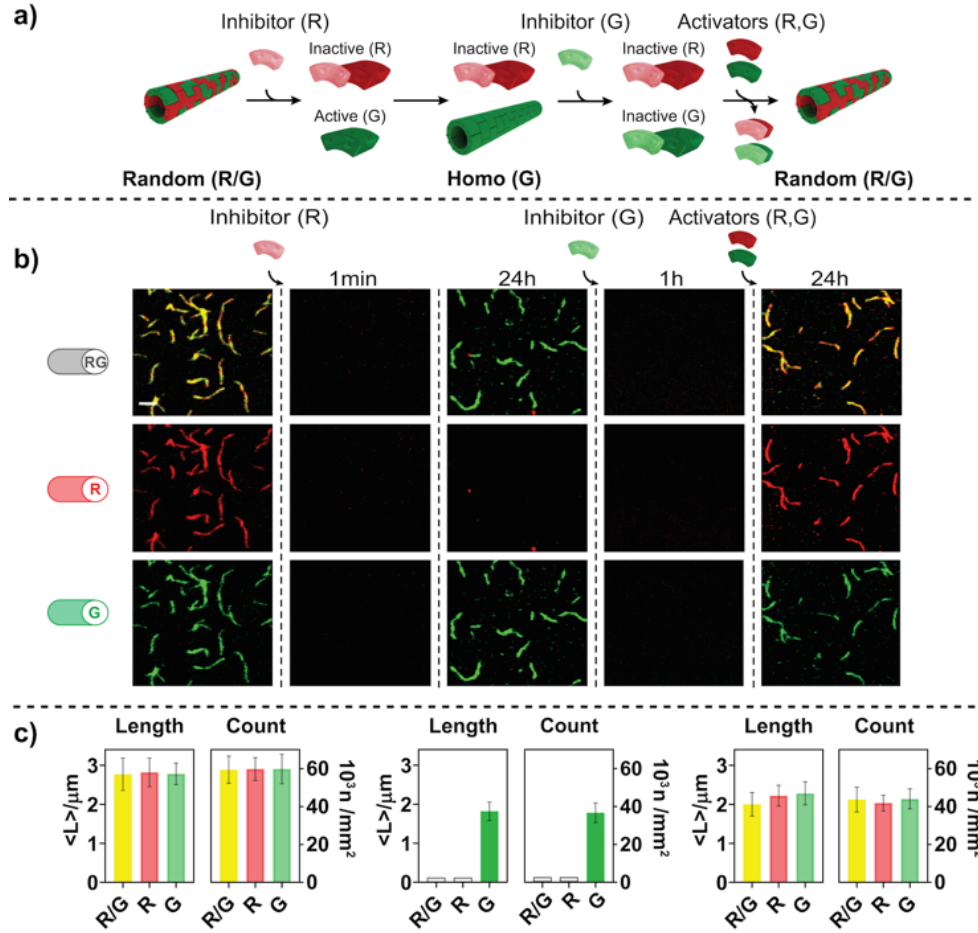 a)
Inhibitor (R)
Inhibitor (G)
Activators (R,G)
Inactive (R)
Inactive (R)
Inactive (R)
Active (G)
Inactive (G)
Random (R/G)
Homo (G)
Random (R/G)
Inhibitor (R)
Inhibitor (G)
Activators (R,G)
b)
1min
24h
1h
24h
RG
R
G
c)
Length
Count
Length
Count
Length
Count
<L>/µm
3
2
1
0
R/G
R
G
60
40
20
0
10³n /mm²
R/G
R
G
<L>/µm
3
2
1
0
R/G
R
G
60
40
20
0
10³n /mm²
R/G
R
G
<L>/µm
3
2
1
0
R/G
R
G
60
40
20
0
10³n /mm²
R/G
R
G